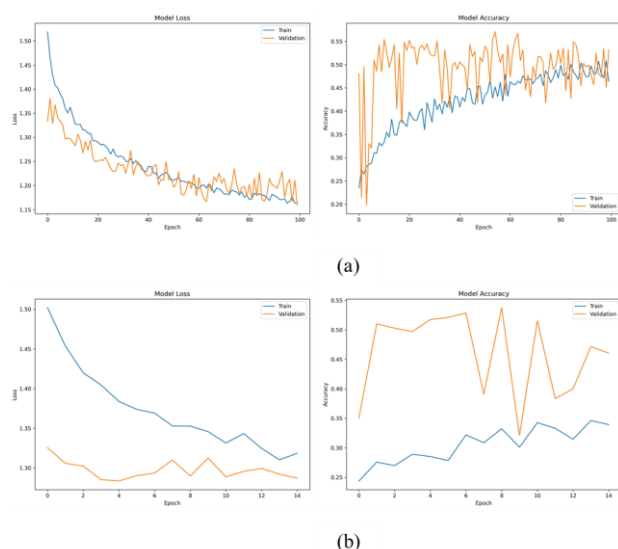 Model Loss
1.50
1.45
1.40
1.35
1.30
1.25
1.20
1.15
Loss
0
20
40
60
80
100
Epoch
Train
Validation
Model Accuracy
0.55
0.50
0.45
0.40
0.35
0.30
0.25
0.20
Accuracy
0
20
40
60
80
100
Epoch
Train
Validation
(a)
Model Loss
1.50
1.45
1.40
1.35
1.30
Loss
0
2
4
6
8
10
12
14
Epoch
Train
Validation
Model Accuracy
0.55
0.50
0.45
0.40
0.35
0.30
0.25
Accuracy
0
2
4
6
8
10
12
14
Epoch
Train
Validation
(b)